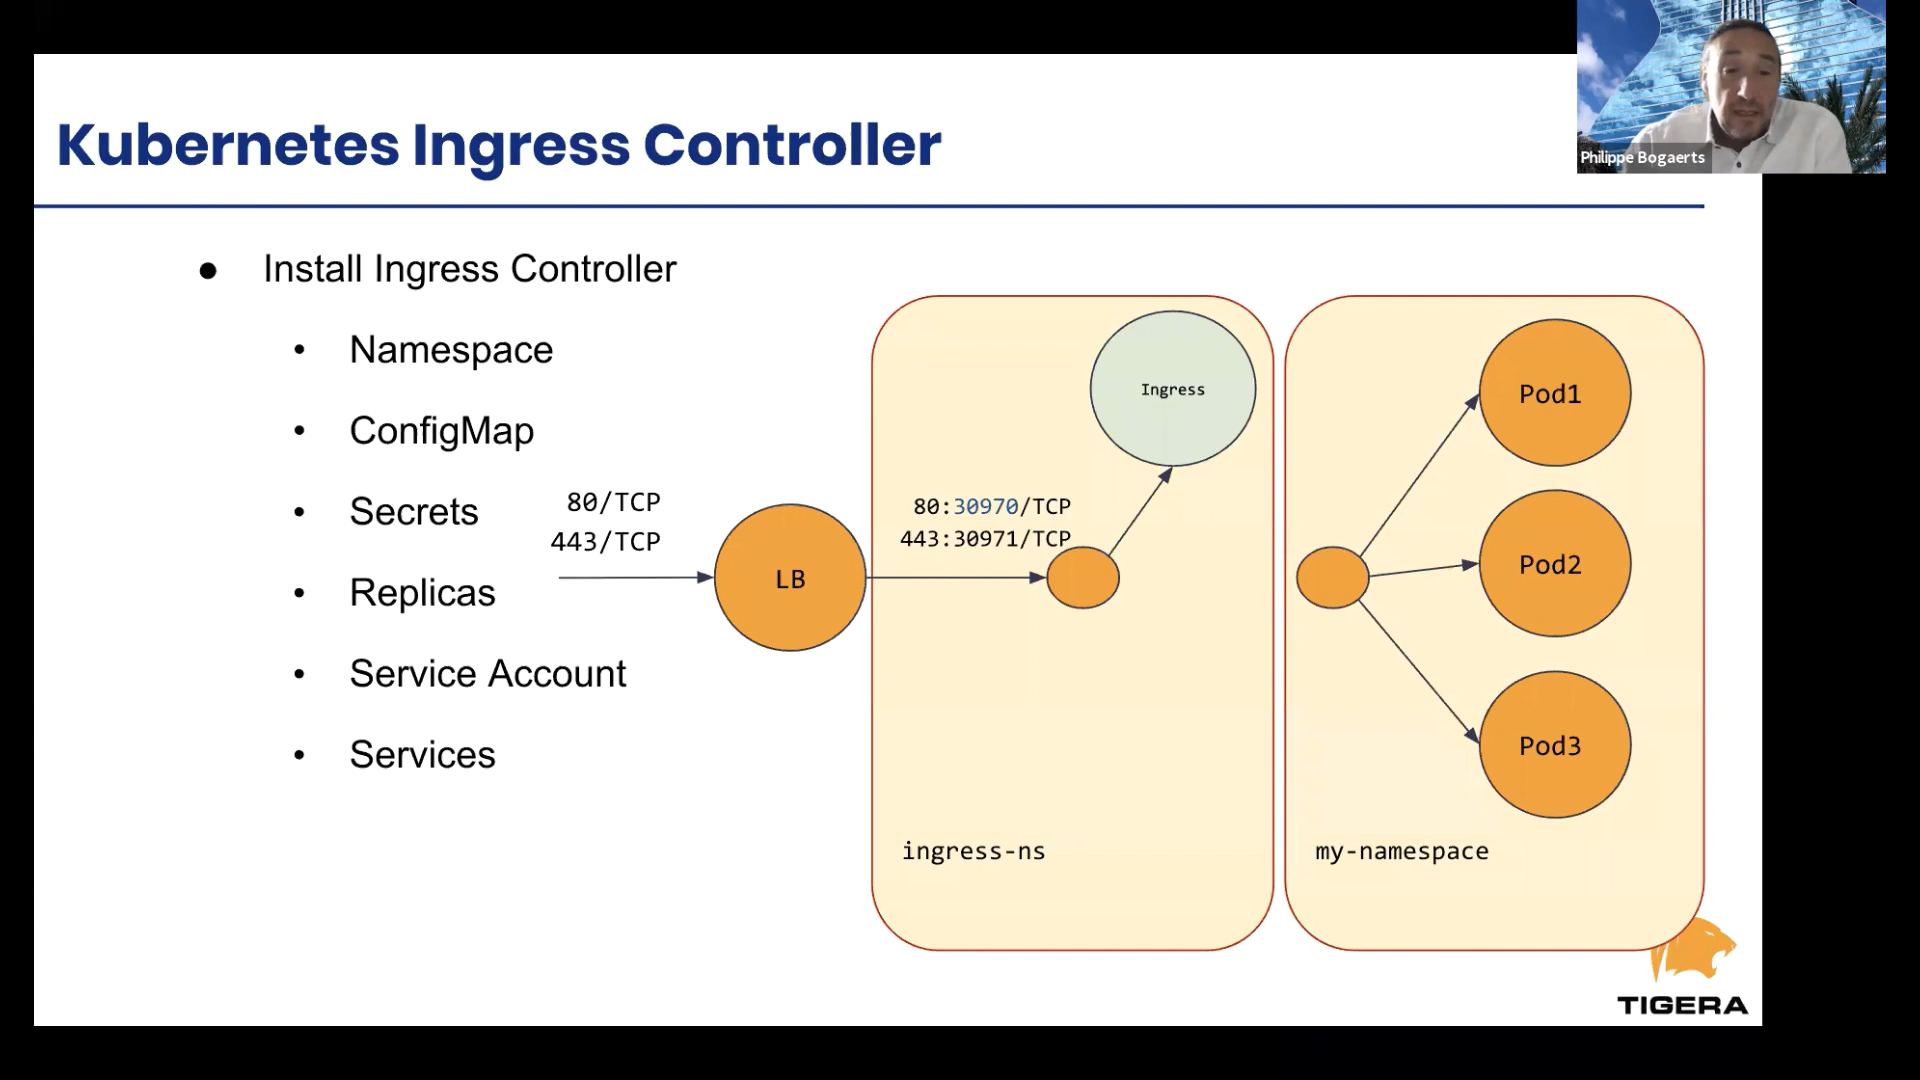 Philippe Bogaerts
Kubernetes Ingress Controller
● Install Ingress Controller
• Namespace
• ConfigMap
• Secrets
• Replicas
• Service Account
• Services
80/TCP
443/TCP
LB
80:30970/TCP
443:30971/TCP
Ingress
ingress-ns
Pod1
Pod2
Pod3
my-namespace
TIGERA